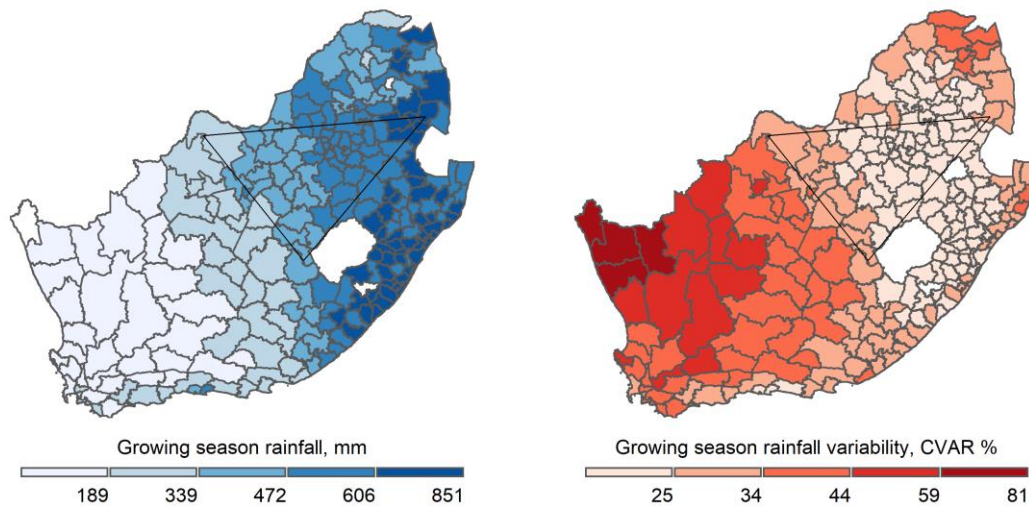 Growing season rainfall, mm
189 339 472 606 851
Growing season rainfall variability, CVAR %
25 34 44 59 81